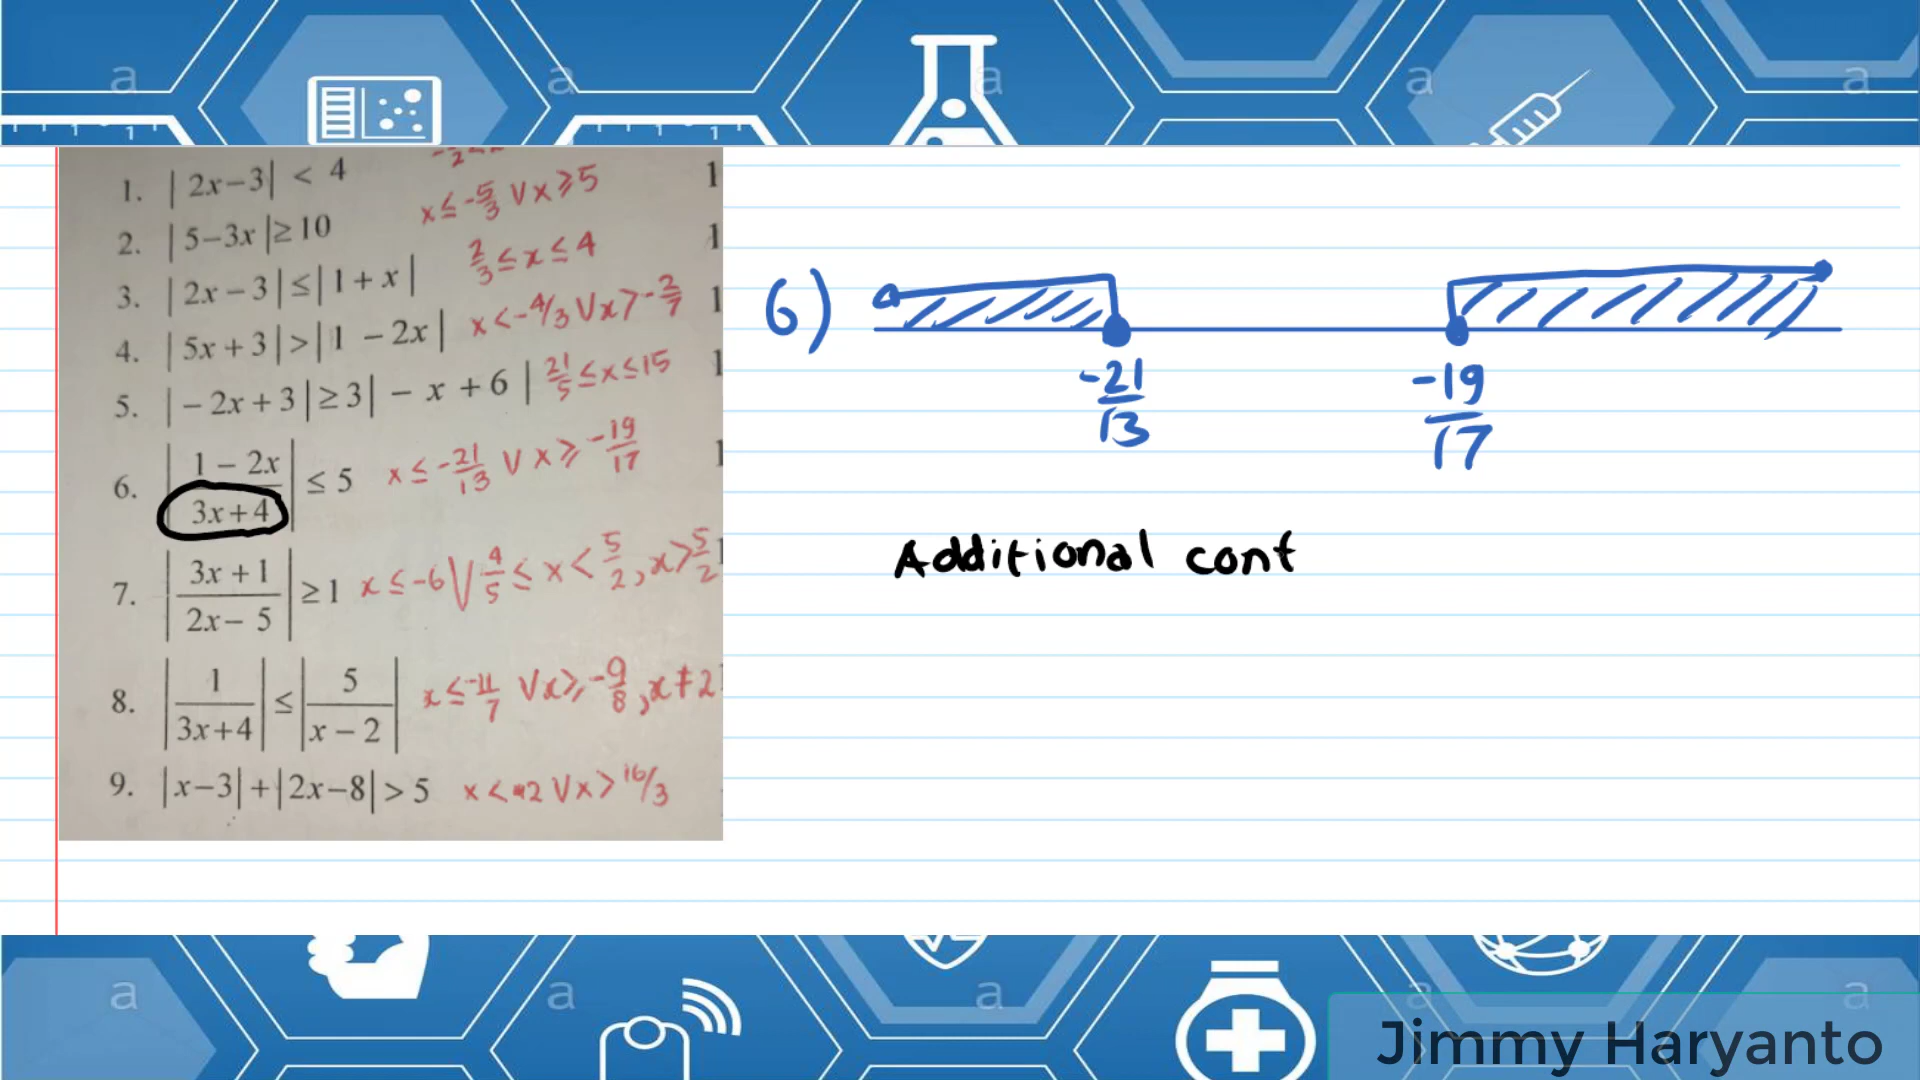 1. |2x-3| < 4
x ≤ -5/3 ∨ x ≥ 5
2. |5-3x| ≥ 10
2/3 ≤ x ≤ 4
3. |2x-3| ≤ |1+x|
x < -4/3 ∨ x > -2/7
4. |5x+3| > |1-2x|
21/5 ≤ x ≤ 15
5. |-2x+3| ≥ 3|-x+6|
6. |(1-2x)/(3x+4)| ≤ 5 x ≤ -21/13 ∨ x ≥ -19/17
7. |(3x+1)/(2x-5)| ≥ 1 x ≤ -6 ∨ 4/5 ≤ x < 5/2, x > 5/2
8. |1/(3x+4)| ≤ |5/(x-2)| x ≤ -11/7 ∨ x ≥ -9/8, x ≠ 2
9. |x-3|+|2x-8| > 5 x < 2 ∨ x > 16/3
6)
-21/13 -19/17
Additional cont
Jimmy Haryanto